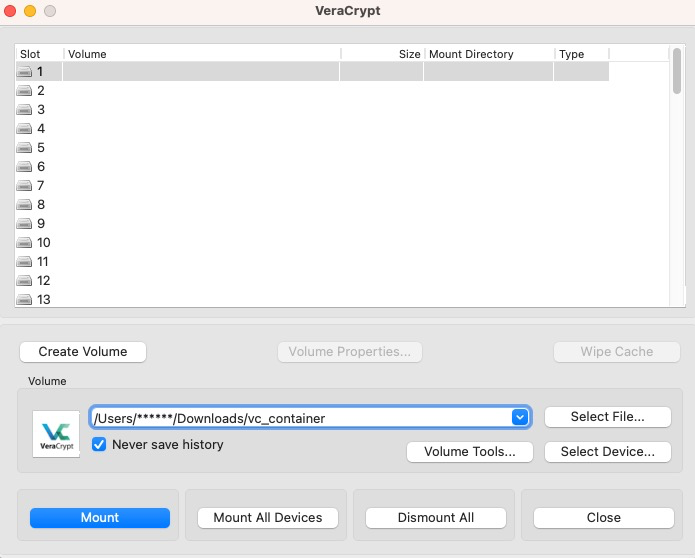 VeraCrypt
Slot Volume Size Mount Directory Type
1
2
3
4
5
6
7
8
9
10
11
12
13
Create Volume Volume Properties... Wipe Cache
Volume
/Users/******/Downloads/vc_container Select File...
VeraCrypt
Never save history
Volume Tools... Select Device...
Mount Mount All Devices Dismount All Close